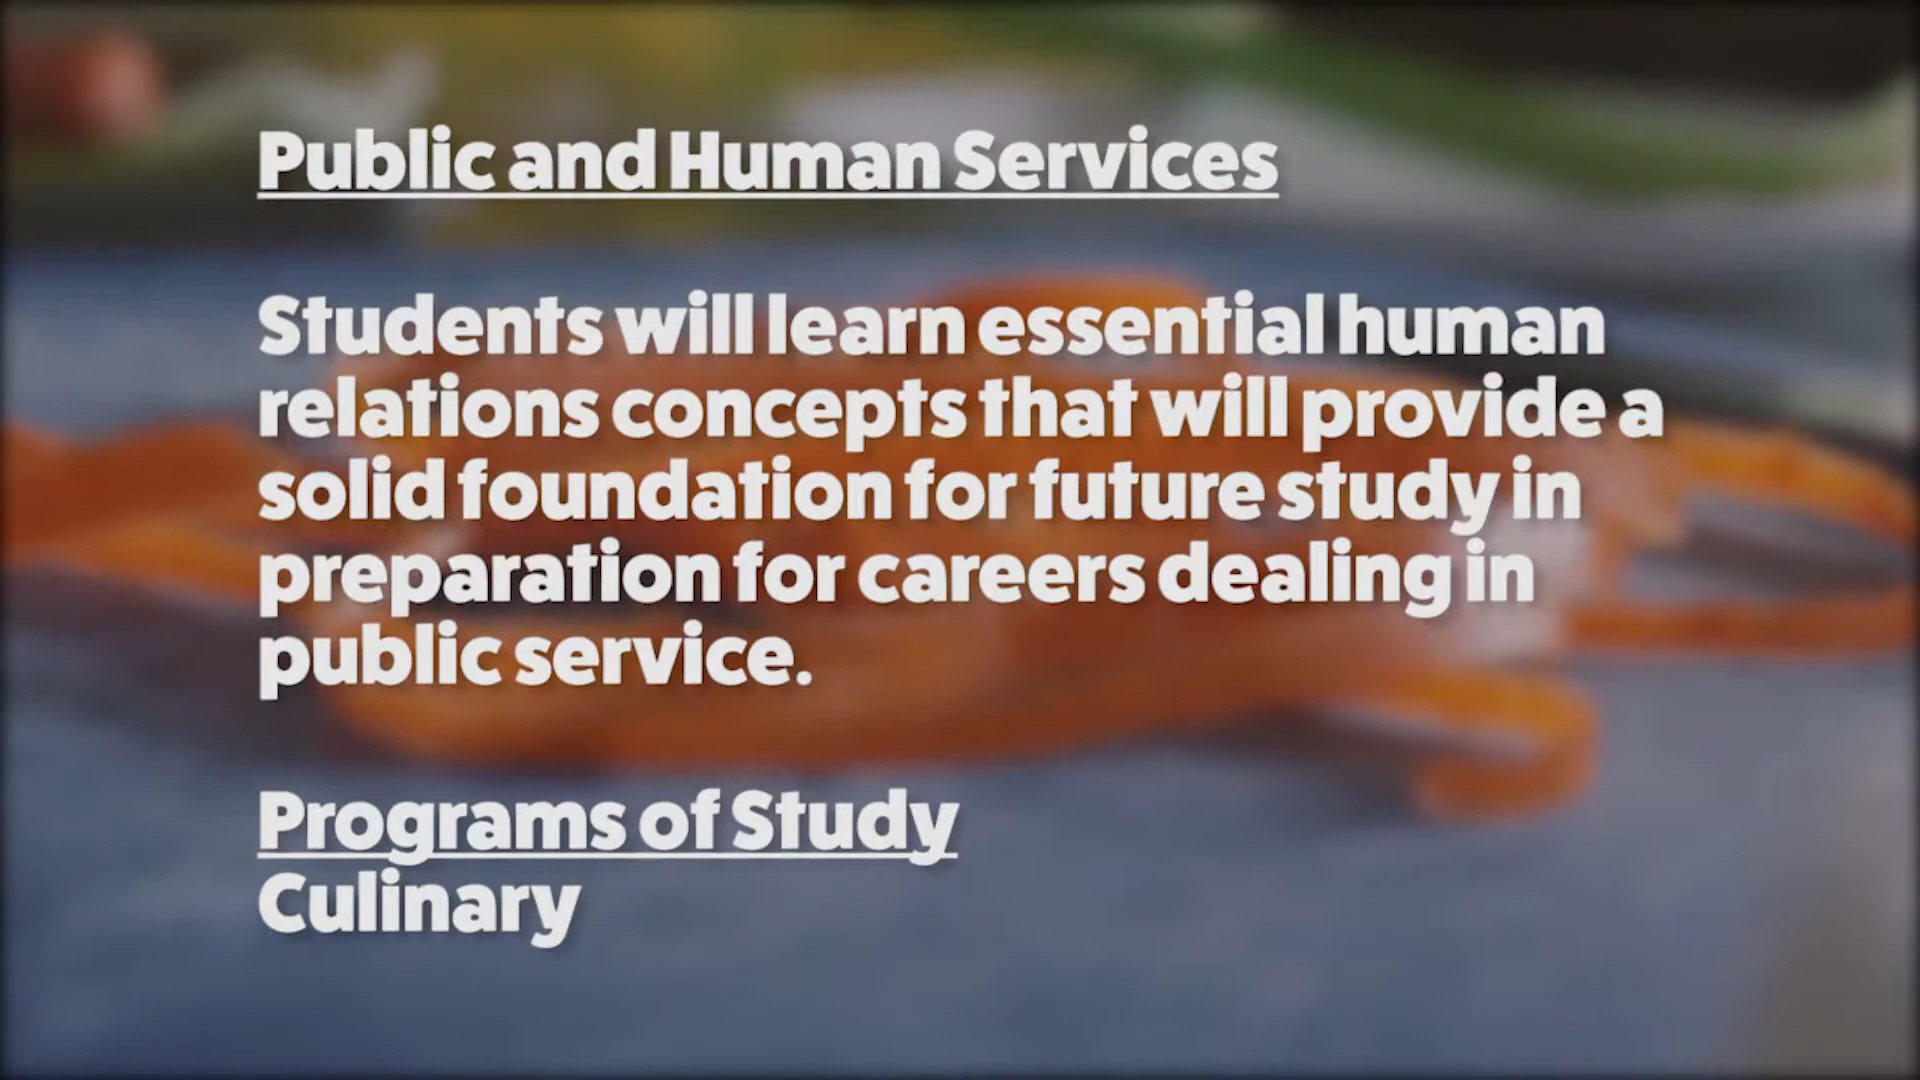 Public and Human Services
Students will learn essential human
relations concepts that will provide a
solid foundation for future study in
preparation for careers dealing in
public service.
Programs of Study
Culinary